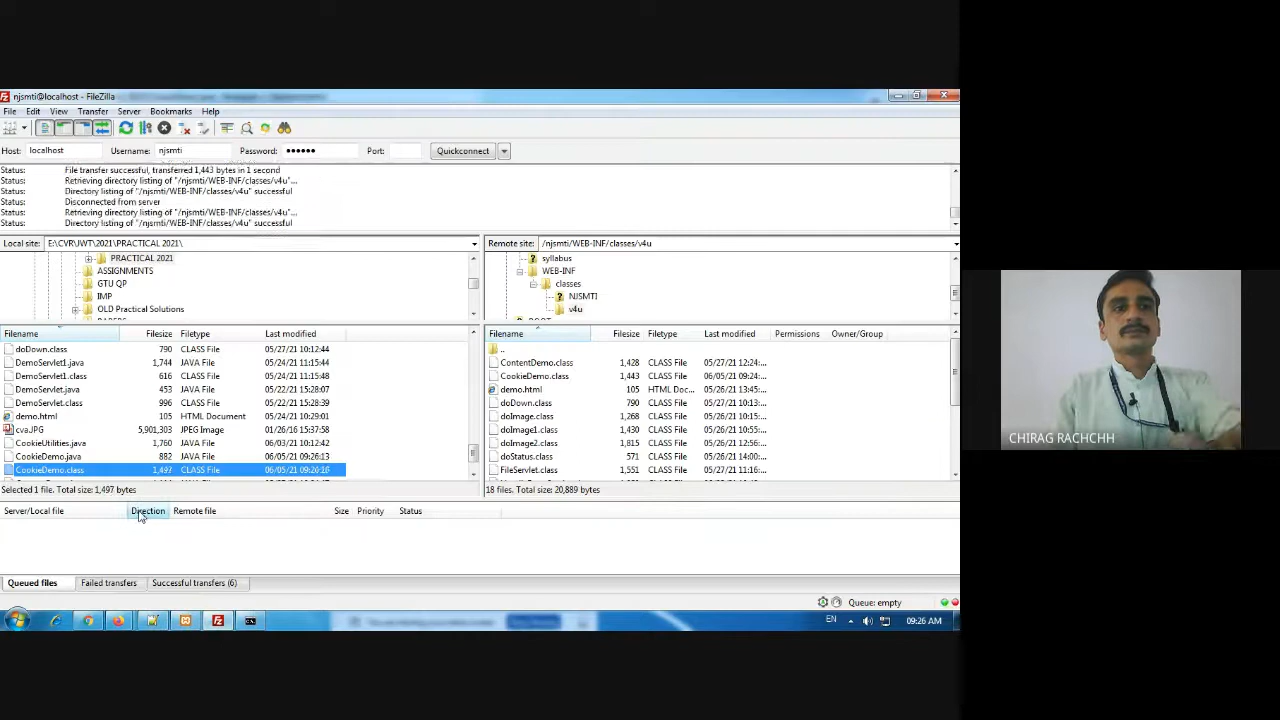 njsmti@localhost - FileZilla
File Edit View Transfer Server Bookmarks Help
Host: localhost Username: njsmti Password: •••••• Port: Quickconnect
Status: File transfer successful, transferred 1,443 bytes in 1 second
Status: Retrieving directory listing of "/njsmti/WEB-INF/classes/v4u"...
Status: Directory listing of "/njsmti/WEB-INF/classes/v4u" successful
Status: Disconnected from server
Status: Retrieving directory listing of "/njsmti/WEB-INF/classes/v4u"...
Status: Directory listing of "/njsmti/WEB-INF/classes/v4u" successful
Local site: E:\CVR\JWT\2021\PRACTICAL 2021\
PRACTICAL 2021
ASSIGNMENTS
GTU QP
IMP
OLD Practical Solutions
Filename Filesize Filetype Last modified
doDown.class 790 CLASS File 05/27/21 10:12:44
DemoServlet1.java 1,744 JAVA File 05/24/21 11:15:44
DemoServlet1.class 616 CLASS File 05/24/21 11:15:48
DemoServlet.java 453 JAVA File 05/22/21 15:28:07
DemoServlet.class 996 CLASS File 05/22/21 15:28:39
demo.html 105 HTML Document 05/24/21 10:29:01
cva.JPG 5,901,303 JPEG Image 01/26/16 15:37:58
CookieUtilities.java 1,760 JAVA File 06/03/21 10:12:42
CookieDemo.java 882 JAVA File 06/05/21 09:26:13
CookieDemo.class 1,497 CLASS File 06/05/21 09:26:16
Selected 1 file. Total size: 1,497 bytes
Remote site: /njsmti/WEB-INF/classes/v4u
syllabus
WEB-INF
classes
NJSMTI
v4u
Filename Filesize Filetype Last modified Permissions Owner/Group
..
ContentDemo.class 1,428 CLASS File 05/27/21 12:24:...
CookieDemo.class 1,443 CLASS File 06/05/21 09:24:...
demo.html 105 HTML Doc... 05/26/21 13:45:...
doDown.class 790 CLASS File 05/27/21 10:13:...
doImage.class 1,268 CLASS File 05/26/21 10:55:...
doImage1.class 1,430 CLASS File 05/26/21 10:55:...
doImage2.class 1,815 CLASS File 05/26/21 12:56:...
doStatus.class 571 CLASS File 05/26/21 14:00:...
FileServlet.class 1,551 CLASS File 05/27/21 11:16:...
18 files. Total size: 20,889 bytes
Server/Local file Direction Remote file Size Priority Status
Queued files Failed transfers Successful transfers (6)
Queue: empty
EN 09:26 AM
CHIRAG RACHCHH